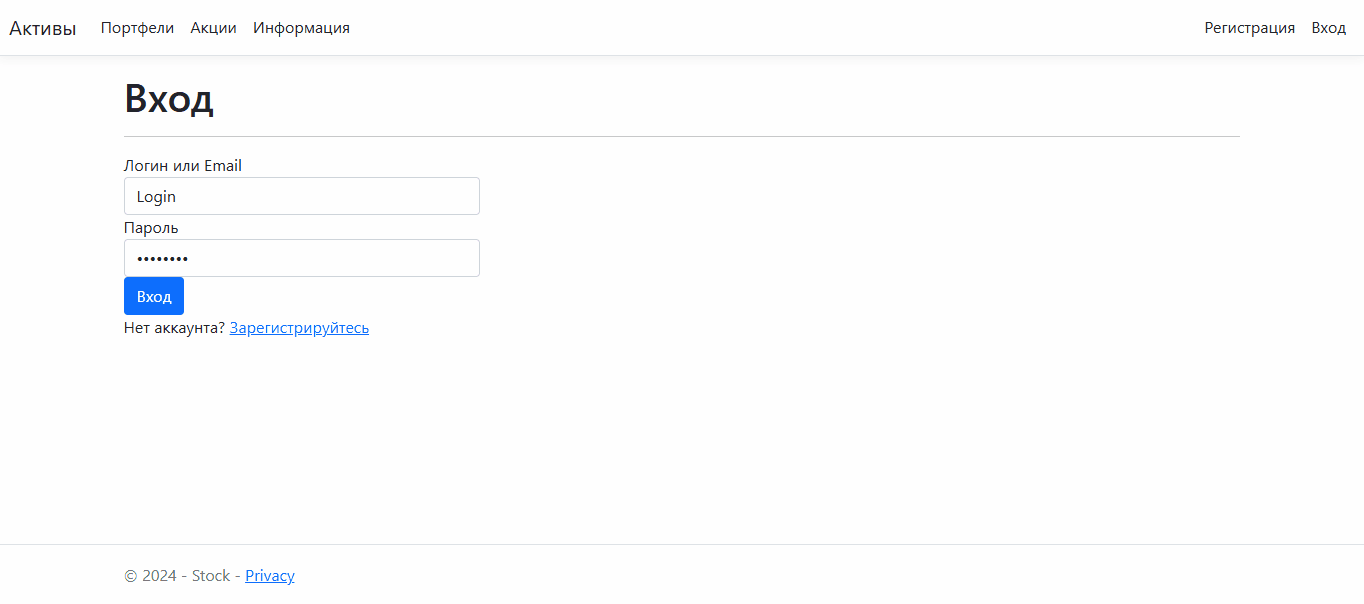 Активы Портфели Акции Информация Регистрация Вход
Вход
Логин или Email
Login
Пароль
••••••••
Вход
Нет аккаунта? Зарегистрируйтесь
© 2024 - Stock - Privacy